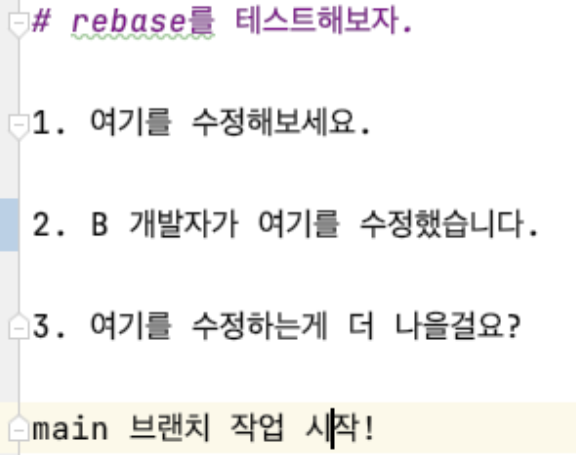 # rebase를 테스트해보자.
1. 여기를 수정해보세요.
2. B 개발자가 여기를 수정했습니다.
3. 여기를 수정하는게 더 나을걸요?
main 브랜치 작업 시작!